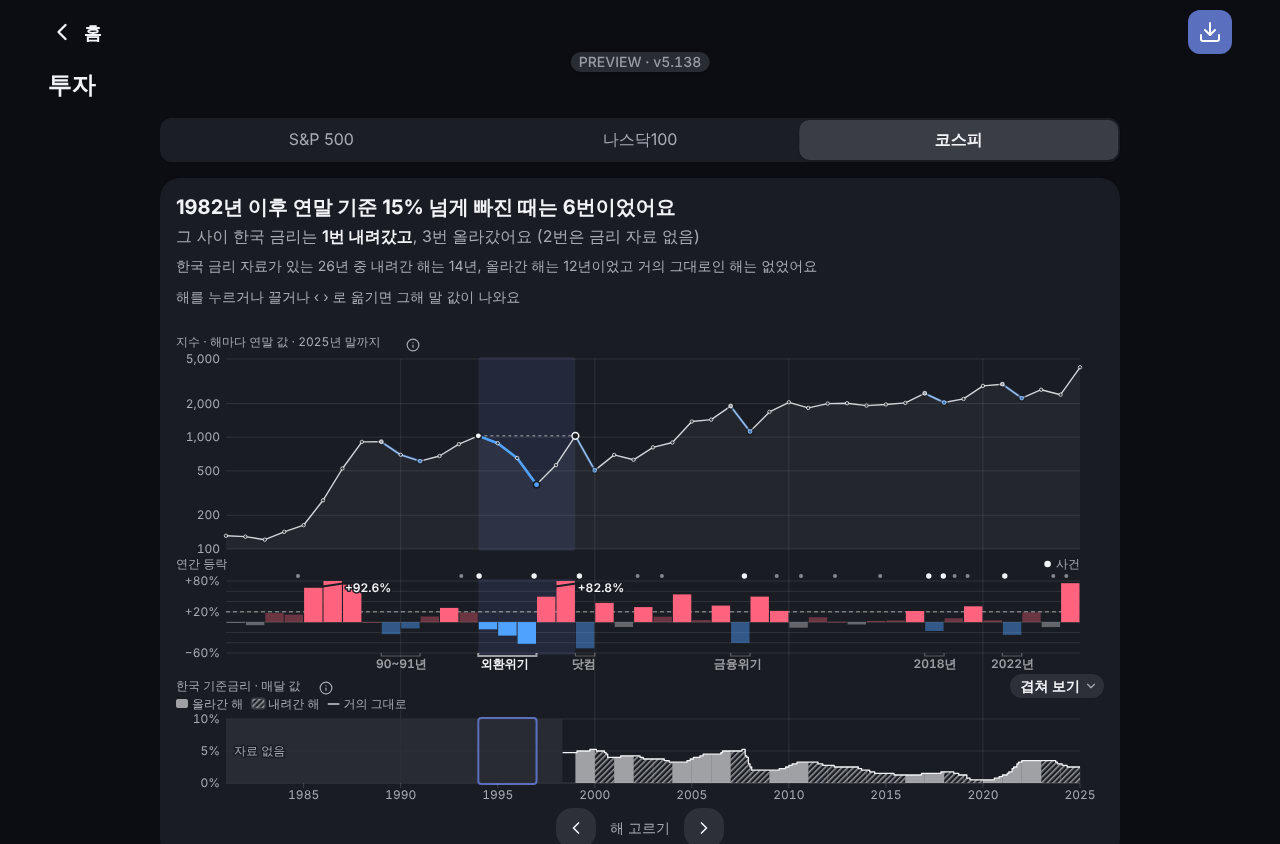 홈
PREVIEW · v5.138
투자
S&P 500
나스닥100
코스피
1982년 이후 연말 기준 15% 넘게 빠진 때는 6번이었어요
그 사이 한국 금리는 1번 내려갔고, 3번 올라갔어요 (2번은 금리 자료 없음)
한국 금리 자료가 있는 26년 중 내려간 해는 14년, 올라간 해는 12년이었고 거의 그대로인 해는 없었어요
해를 누르거나 끌거나 ‹ › 로 옮기면 그해 말 값이 나와요
지수 · 해마다 연말 값 · 2025년 말까지
5,000
2,000
1,000
500
200
100
연간 등락
사건
+80%
+92.6%
+82.8%
+20%
−60%
90~91년
외환위기
닷컴
금융위기
2018년
2022년
한국 기준금리 · 매달 값
겹쳐 보기
올라간 해
내려간 해
거의 그대로
10%
5%
자료 없음
0%
1985
1990
1995
2000
2005
2010
2015
2020
2025
해 고르기